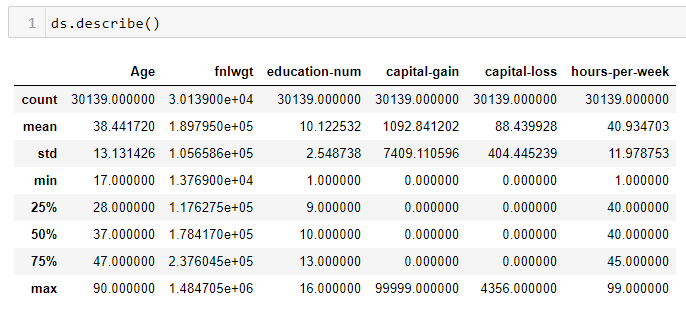 1 ds.describe()
Age fnlwgt education-num capital-gain capital-loss hours-per-week
count 30139.000000 3.013900e+04 30139.000000 30139.000000 30139.000000 30139.000000
mean 38.441720 1.897950e+05 10.122532 1092.841202 88.439928 40.934703
std 13.131426 1.056586e+05 2.548738 7409.110596 404.445239 11.978753
min 17.000000 1.376900e+04 1.000000 0.000000 0.000000 1.000000
25% 28.000000 1.176275e+05 9.000000 0.000000 0.000000 40.000000
50% 37.000000 1.784170e+05 10.000000 0.000000 0.000000 40.000000
75% 47.000000 2.376045e+05 13.000000 0.000000 0.000000 45.000000
max 90.000000 1.484705e+06 16.000000 99999.000000 4356.000000 99.000000